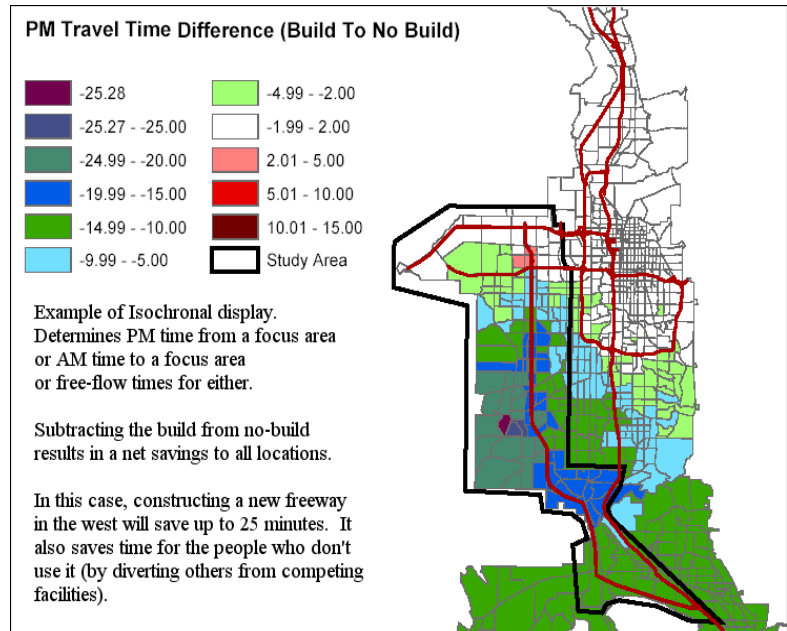 PM Travel Time Difference (Build To No Build)
-25.28
-25.27 - -25.00
-24.99 - -20.00
-19.99 - -15.00
-14.99 - -10.00
-9.99 - -5.00
-4.99 - -2.00
-1.99 - 2.00
2.01 - 5.00
5.01 - 10.00
10.01 - 15.00
Study Area
Example of Isochronal display.
Determines PM time from a focus area
or AM time to a focus area
or free-flow times for either.
Subtracting the build from no-build
results in a net savings to all locations.
In this case, constructing a new freeway
in the west will save up to 25 minutes. It
also saves time for the people who don't
use it (by diverting others from competing
facilities).